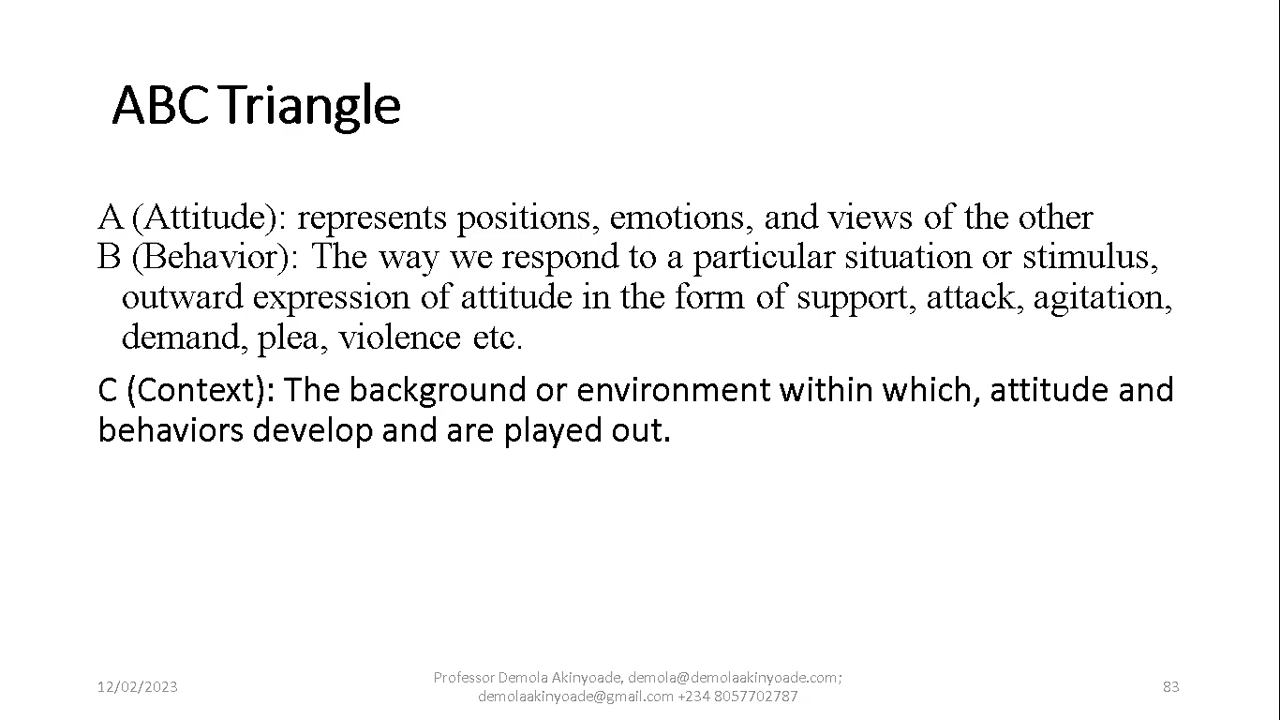 ABC Triangle
A (Attitude): represents positions, emotions, and views of the other
B (Behavior): The way we respond to a particular situation or stimulus,
outward expression of attitude in the form of support, attack, agitation,
demand, plea, violence etc.
C (Context): The background or environment within which, attitude and
behaviors develop and are played out.
12/02/2023
Professor Demola Akinyoade, demola@demolaakinyoade.com;
demolaakinyoade@gmail.com +234 8057702787
83